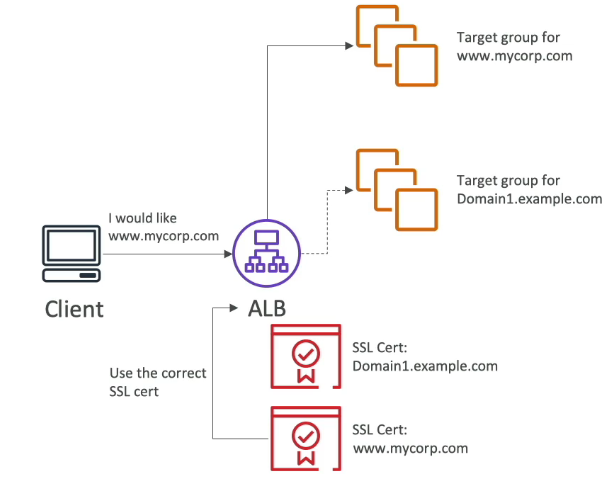 Target group for
www.mycorp.com
Target group for
Domain1.example.com
I would like
www.mycorp.com
Client
ALB
Use the correct
SSL cert
SSL Cert:
Domain1.example.com
SSL Cert:
www.mycorp.com